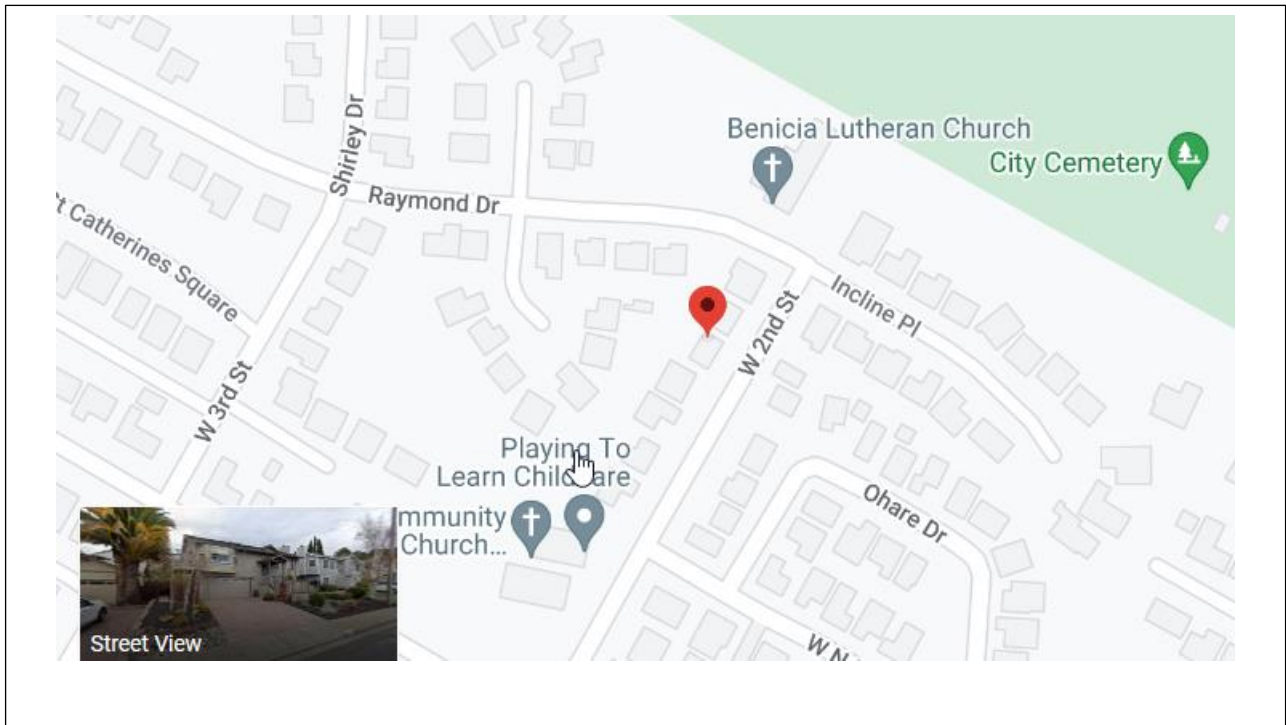 Shirley Dr
Benicia Lutheran Church
City Cemetery
Raymond Dr
t Catherines Square
Incline Pl
W 2nd St
W 3rd St
Playing To
Learn Childcare
Ohare Dr
mmunity
Church...
Street View
W N